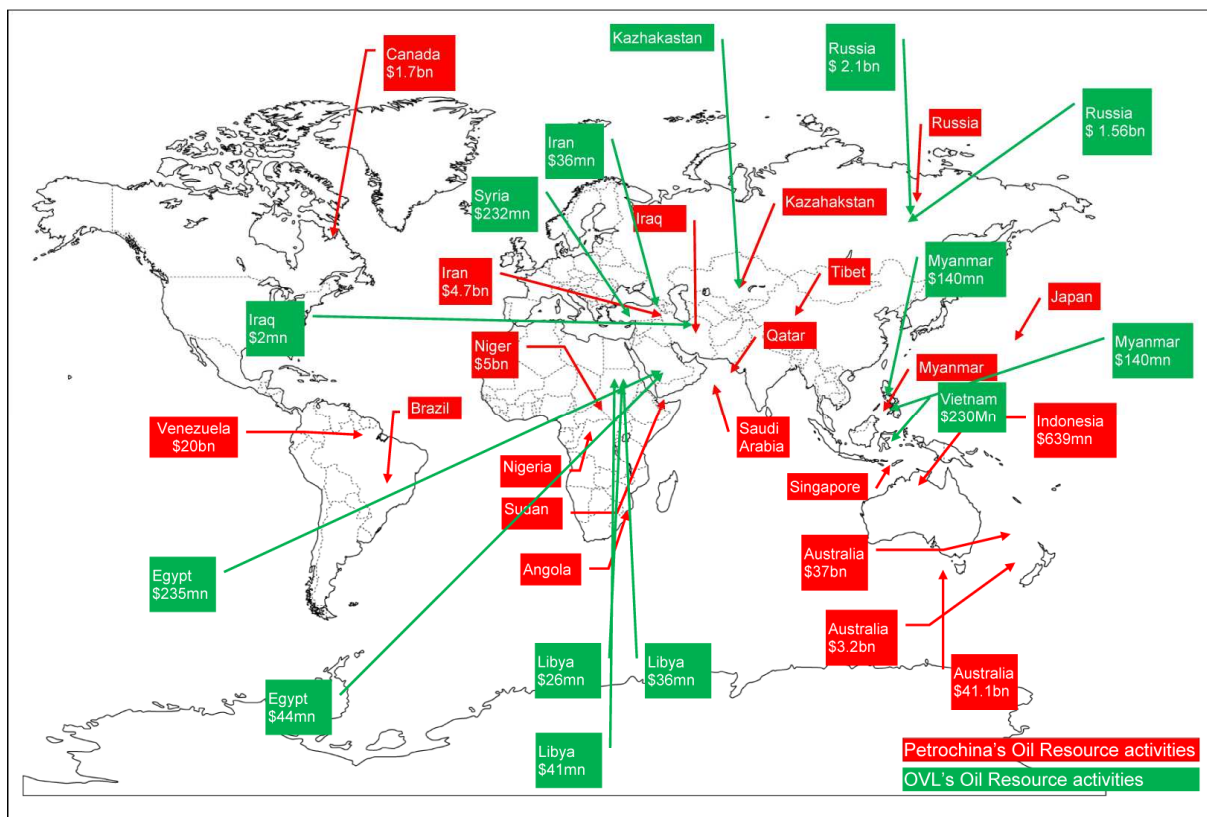 Canada
$1.7bn
Kazhakastan
Russia
$ 2.1bn
Russia
$ 1.56bn
Russia
Iran
$36mn
Syria
$232mn
Iraq
Kazahakstan
Iran
$4.7bn
Tibet
Myanmar
$140mn
Japan
Iraq
$2mn
Niger
$5bn
Qatar
Myanmar
$140mn
Myanmar
Vietnam
$230Mn
Brazil
Venezuela
$20bn
Saudi
Arabia
Indonesia
$639mn
Nigeria
Singapore
Sudan
Australia
$37bn
Angola
Egypt
$235mn
Australia
$3.2bn
Libya
$26mn
Libya
$36mn
Australia
$41.1bn
Egypt
$44mn
Libya
$41mn
Petrochina's Oil Resource activities
OVL's Oil Resource activities